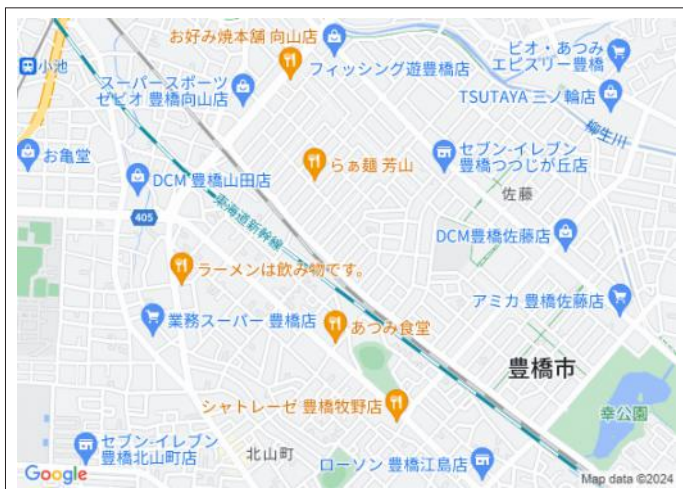 お好み焼本舗 向山店
ビオ・あつみ
エピスリー豊橋
小池
フィッシング遊豊橋店
スーパースポーツ
ゼビオ 豊橋向山店
TSUTAYA 三ノ輪店
柳生川
お亀堂
らぁ麺 芳山
セブン-イレブン
豊橋つつじが丘店
DCM 豊橋山田店
佐藤
405
東海道新幹線
DCM豊橋佐藤店
ラーメンは飲み物です。
アミカ 豊橋佐藤店
業務スーパー 豊橋店
あつみ食堂
豊橋市
シャトレーゼ 豊橋牧野店
幸公園
セブン-イレブン
豊橋北山町店
北山町
ローソン 豊橋江島店
Google
Map data ©2024